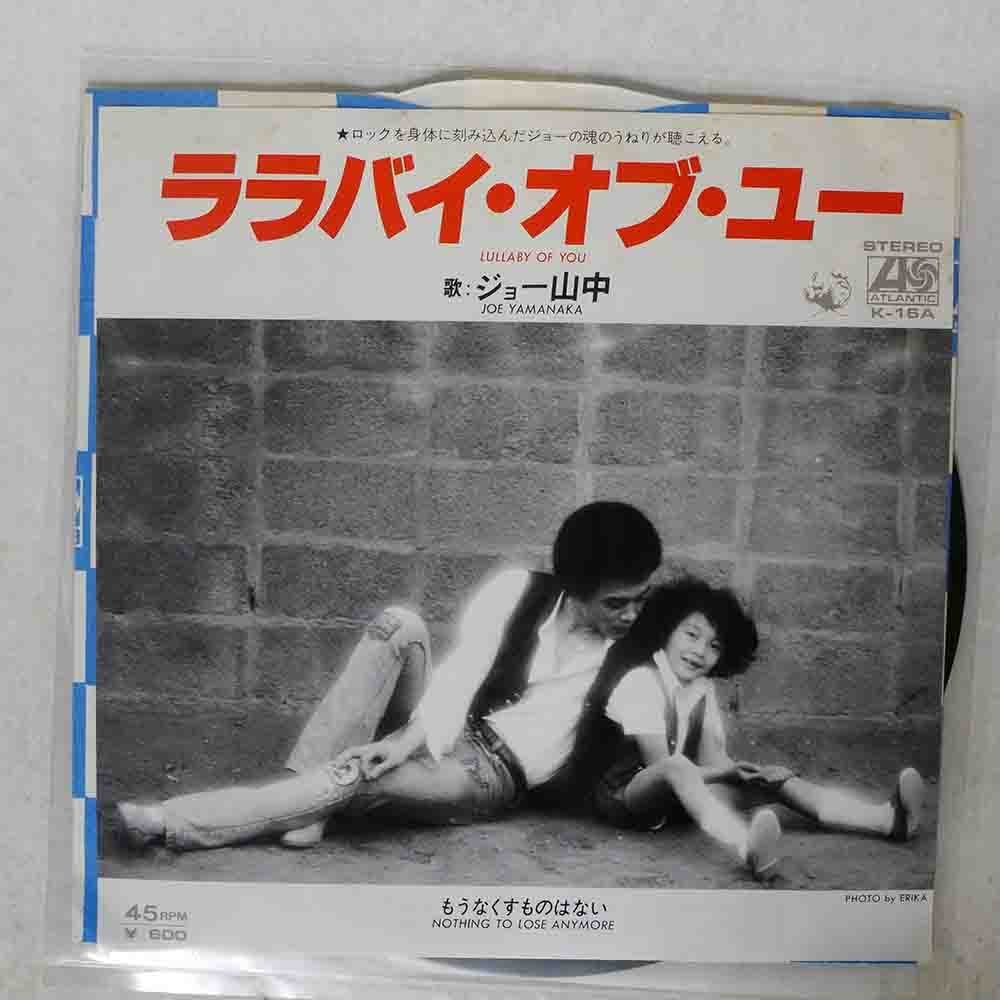 ★ロックを身体に刻み込んだジョーの魂のうねりが聴こえる。
ララバイ・オブ・ユー
LULLABY OF YOU
歌:ジョー山中
JOE YAMANAKA
STEREO
ATLANTIC
K-16A
PHOTO by ERIKA
もうなくすものはない
NOTHING TO LOSE ANYMORE
45RPM
¥ 600